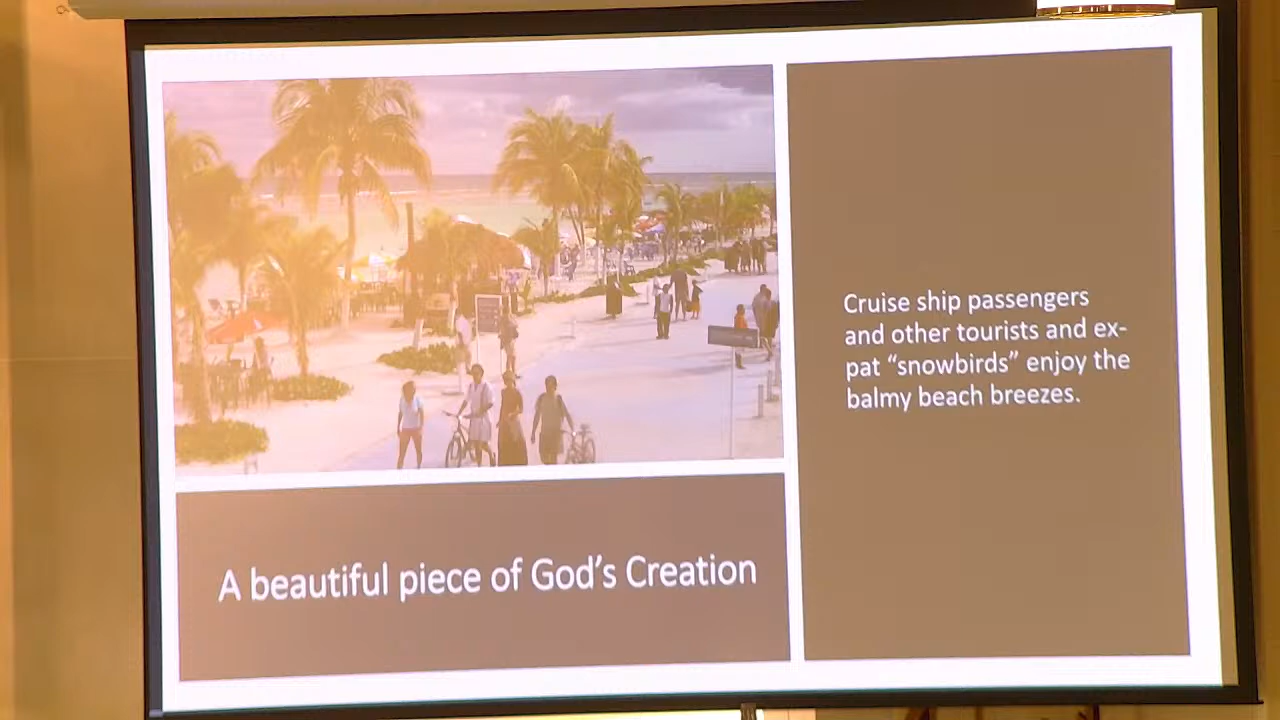 A beautiful piece of God's Creation
Cruise ship passengers
and other tourists and ex-
pat “snowbirds” enjoy the
balmy beach breezes.